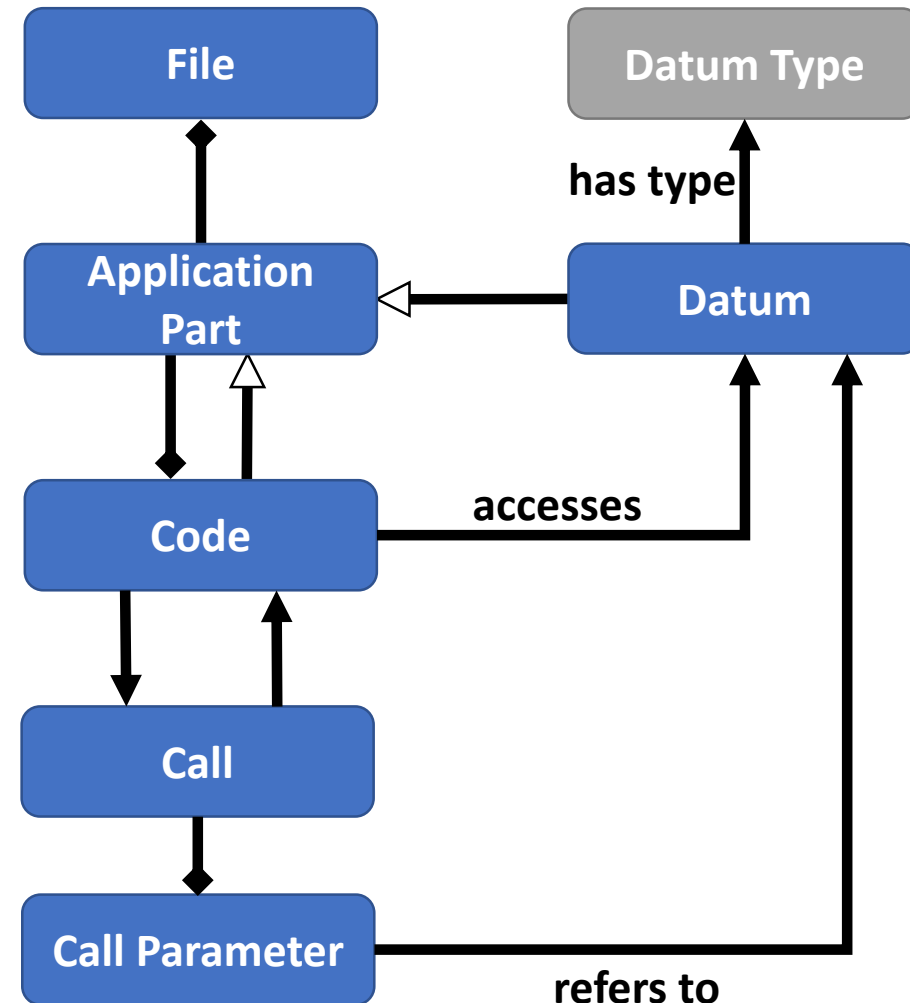 File
Datum Type
has type
Application
Part
Datum
Code
accesses
Call
Call Parameter
refers to